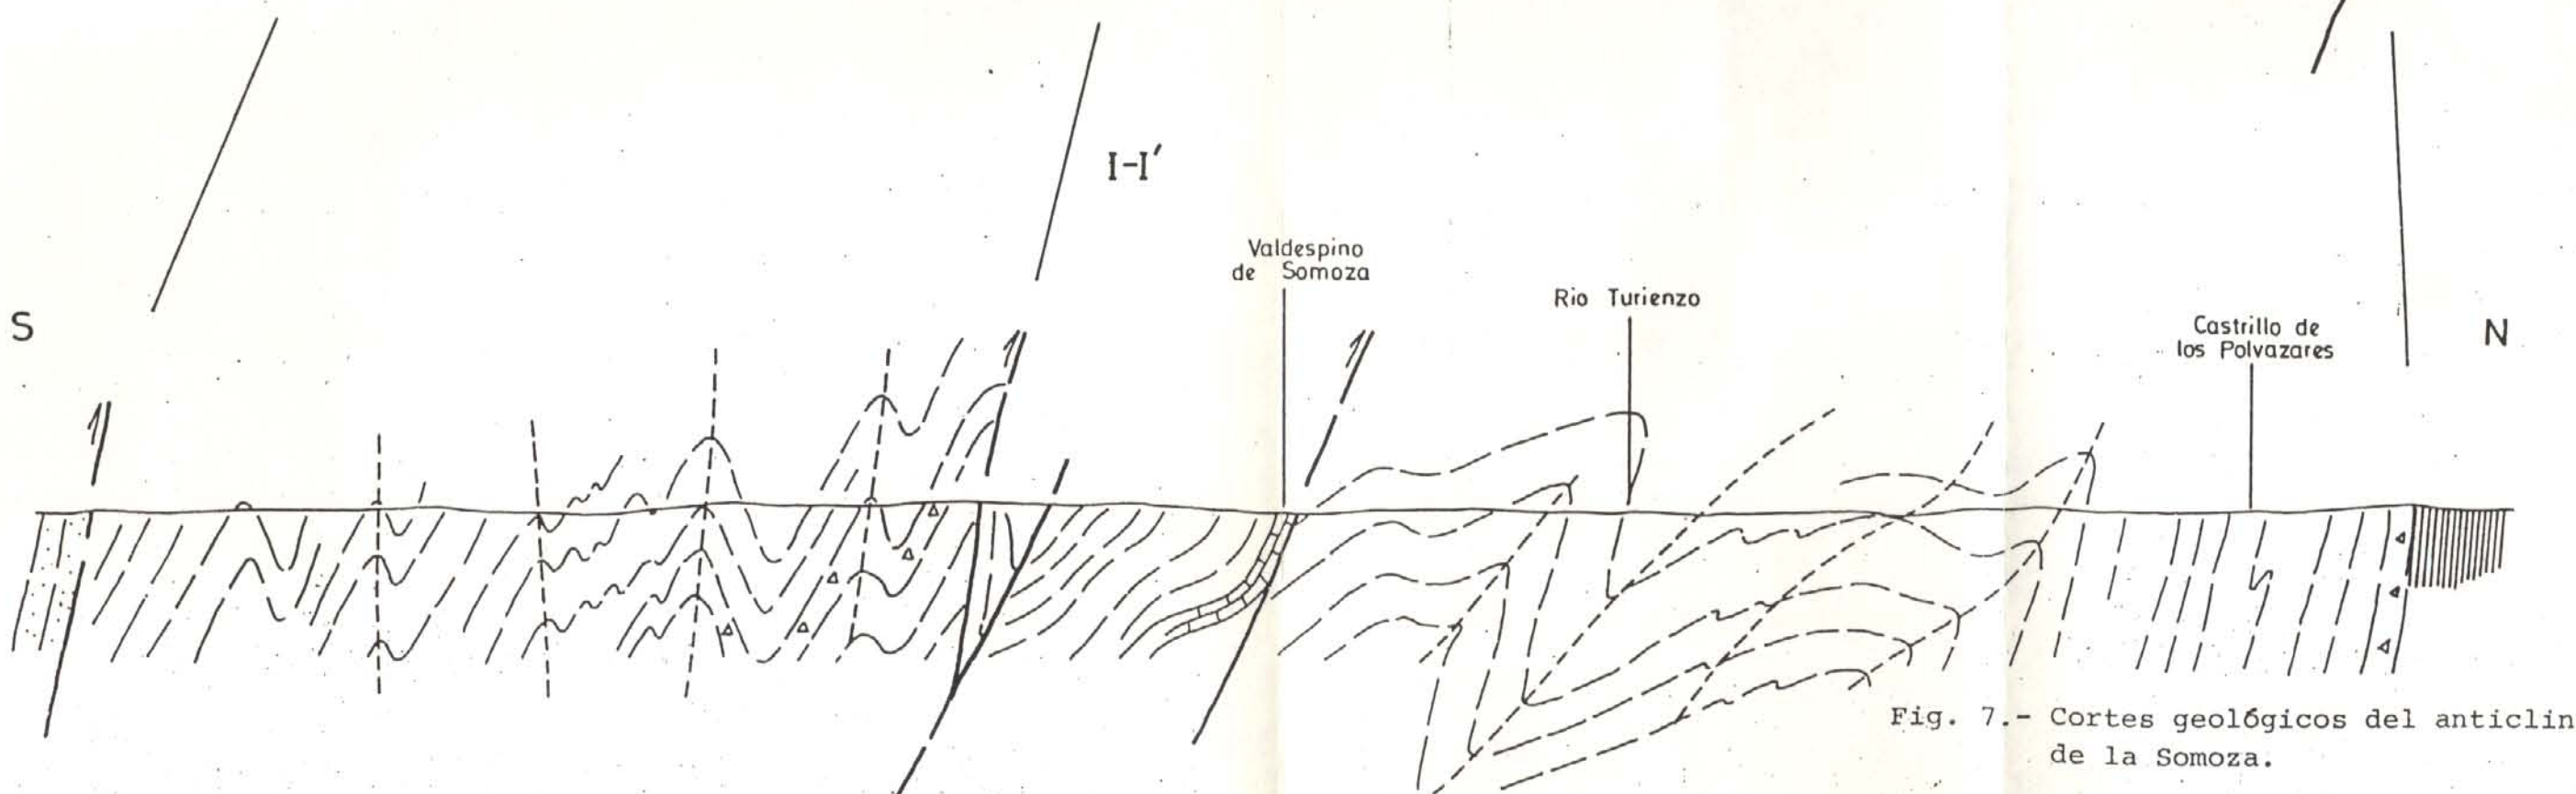 I-I′
Valdespino
de Somoza
Rio Turienzo
Castrillo de
los Polvazares
S
N
Fig. 7.- Cortes geológicos del anticlin
de la Somoza.